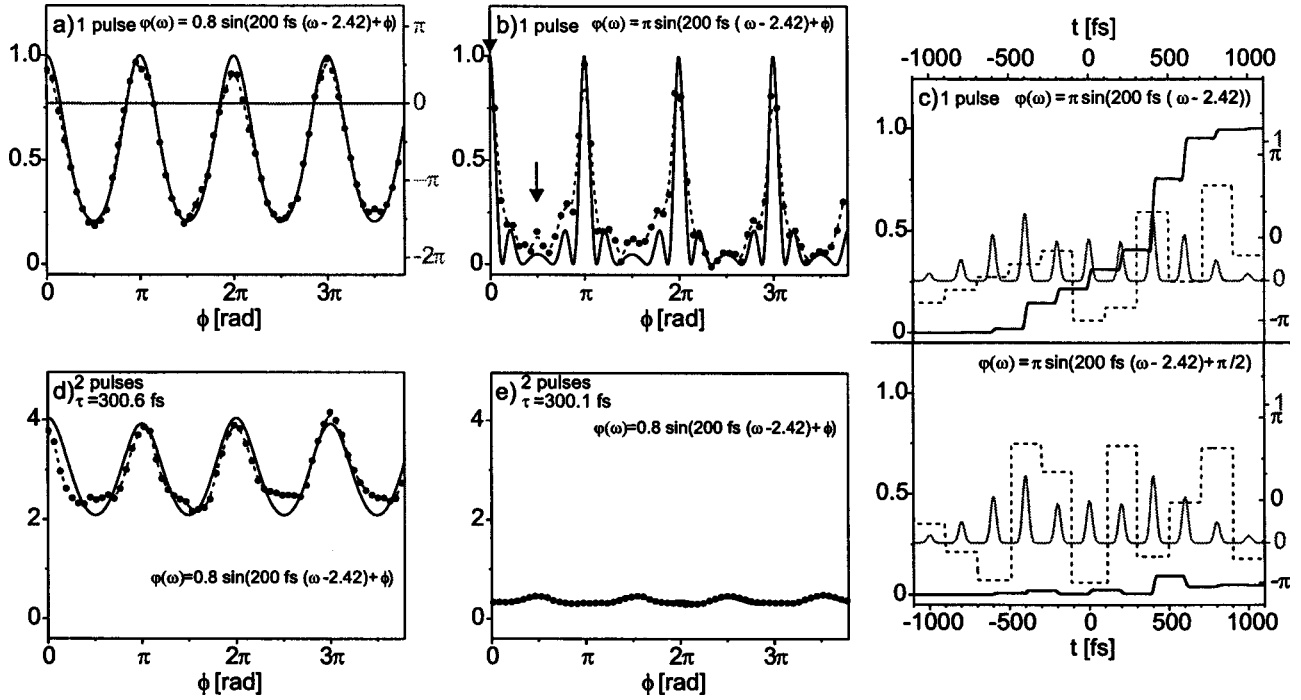 a) 1 pulse φ(ω) = 0.8 sin(200 fs (ω - 2.42)+ϕ)
1.0
0.5
0
π
0
-π
-2π
0 π 2π 3π
ϕ [rad]
b) 1 pulse φ(ω) = π sin(200 fs ( ω - 2.42)+ϕ)
1.0
0.5
0
0 π 2π 3π
ϕ [rad]
t [fs]
-1000 -500 0 500 1000
c) 1 pulse φ(ω) = π sin(200 fs ( ω - 2.42))
1.0
0.5
0
1
π
0
0
-π
φ(ω) = π sin(200 fs (ω - 2.42)+π/2)
1.0
0.5
0
1
π
0
0
-π
-1000 -500 0 500 1000
t [fs]
d) 2 pulses
τ =300.6 fs
4
2
0
φ(ω)=0.8 sin(200 fs (ω -2.42)+ϕ)
0 π 2π 3π
ϕ [rad]
e) 2 pulses
τ =300.1 fs
φ(ω)=0.8 sin(200 fs (ω-2.42)+ϕ)
4
2
0
0 π 2π 3π
ϕ [rad]